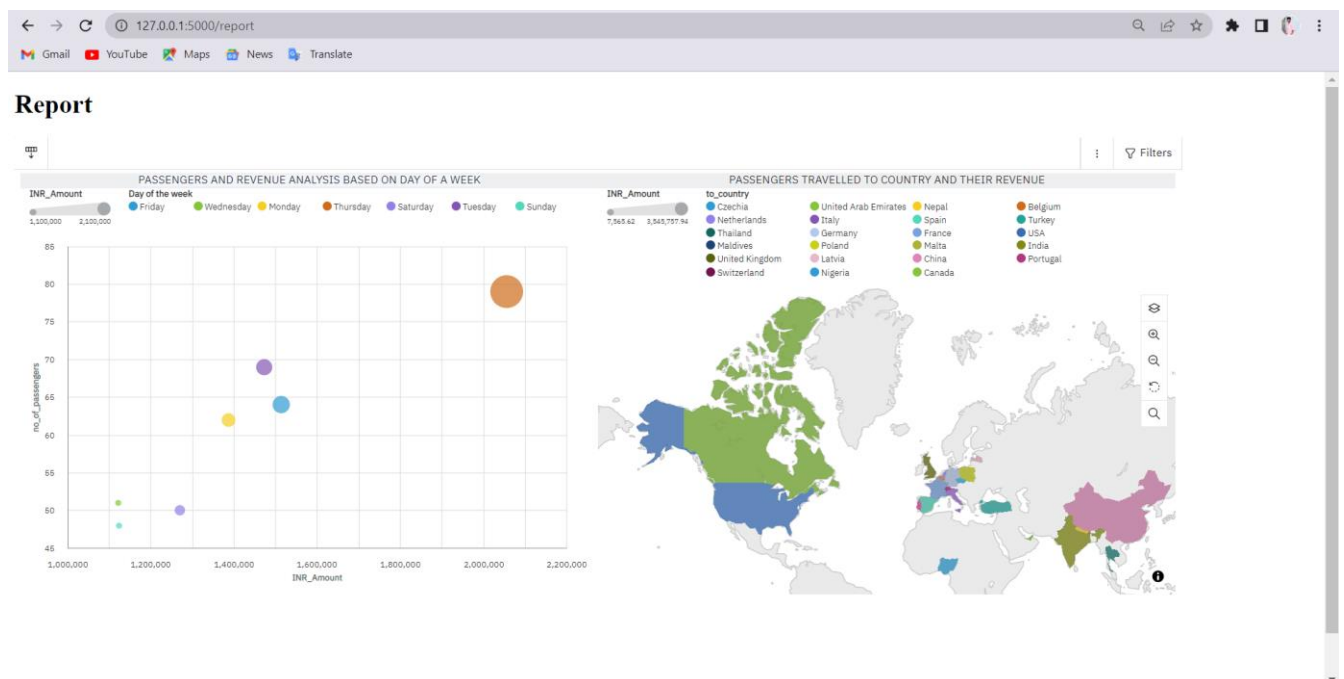 127.0.0.1:5000/report
Gmail YouTube Maps News Translate
Report
Filters
PASSENGERS AND REVENUE ANALYSIS BASED ON DAY OF A WEEK
INR_Amount
1,100,000 2,100,000
Day of the week
Friday Wednesday Monday Thursday Saturday Tuesday Sunday
85
80
75
70
65
60
55
50
45
no_of_passengers
1,000,000 1,200,000 1,400,000 1,600,000 1,800,000 2,000,000 2,200,000
INR_Amount
PASSENGERS TRAVELLED TO COUNTRY AND THEIR REVENUE
INR_Amount
7,565.62 3,545,757.94
to_country
Czechia United Arab Emirates Nepal Belgium
Netherlands Italy Spain Turkey
Thailand Germany France USA
Maldives Poland Malta India
United Kingdom Latvia China Portugal
Switzerland Nigeria Canada